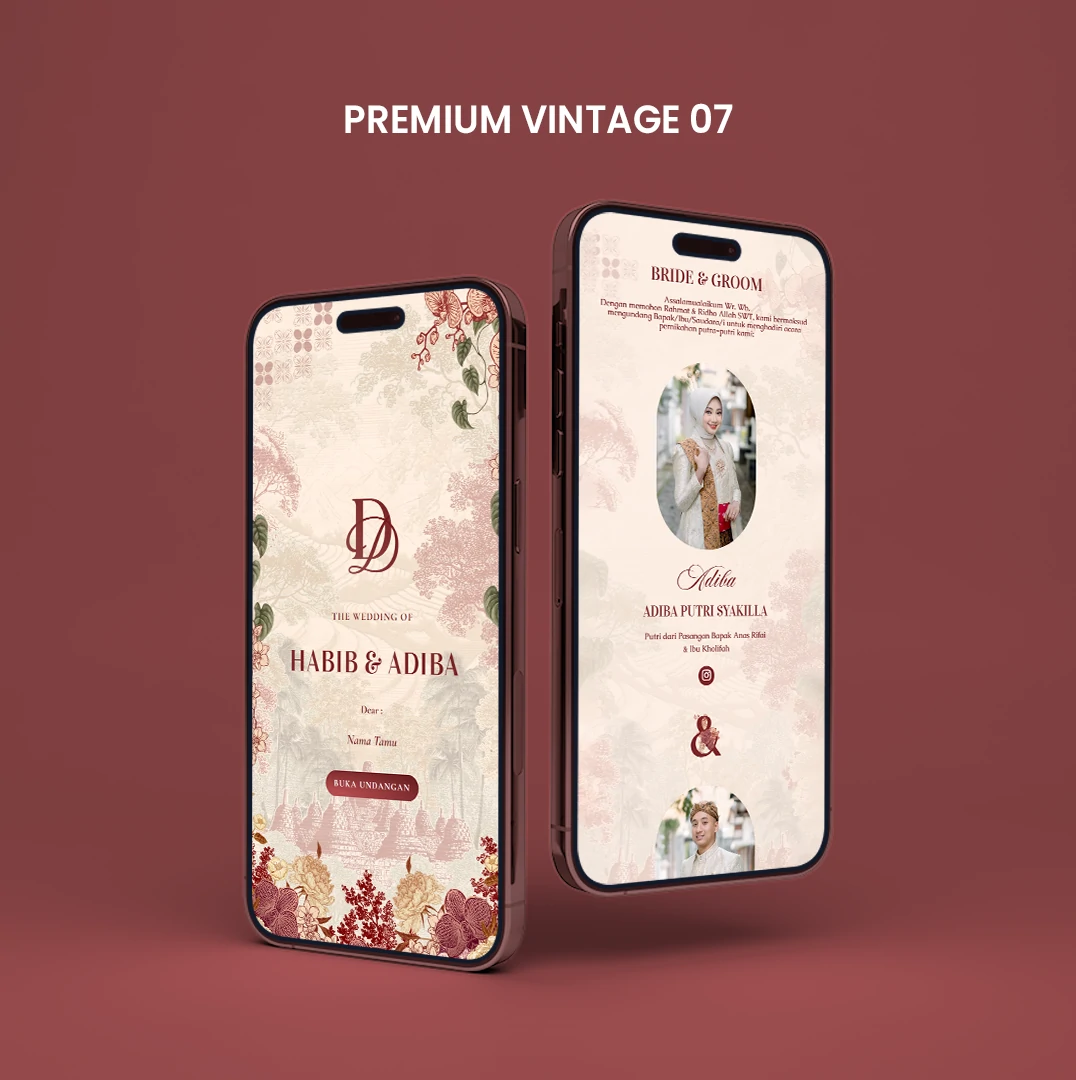 PREMIUM VINTAGE 07
THE WEDDING OF
HABIB & ADIBA
Dear :
Nama Tamu
BUKA UNDANGAN
BRIDE & GROOM
Assalamualaikum Wr. Wb.
Dengan memohon Rahmat & Ridho Allah SWT, kami bermaksud
mengundang Bapak/Ibu/Saudara/i untuk menghadiri acara
pernikahan putra-putri kami:
Adiba
ADIBA PUTRI SYAKILLA
Putri dari Pasangan Bapak Anas Rifai
& Ibu Kholifah
&